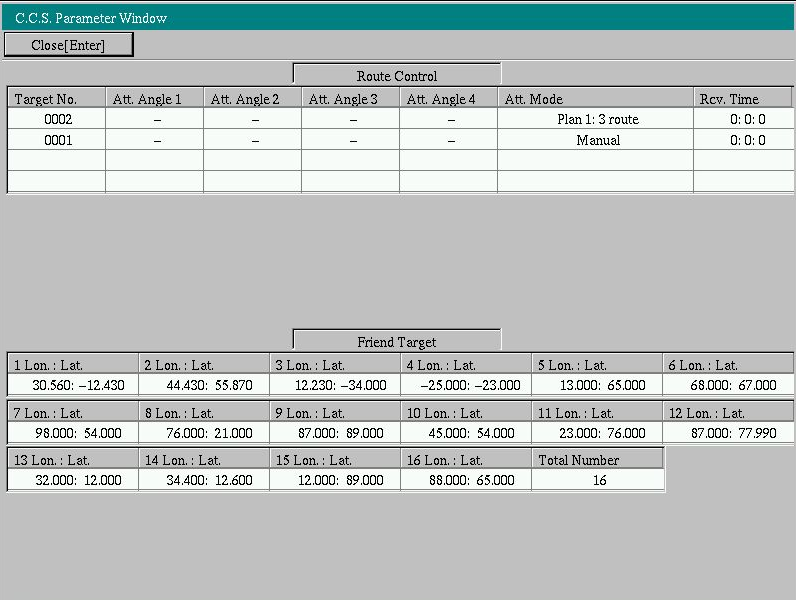 C.C.S. Parameter Window
Close[Enter]
Route Control
Target No. Att. Angle 1 Att. Angle 2 Att. Angle 3 Att. Angle 4 Att. Mode Rcv. Time
0002 – – – – Plan 1: 3 route 0: 0: 0
0001 – – – – Manual 0: 0: 0
Friend Target
1 Lon. : Lat. 2 Lon. : Lat. 3 Lon. : Lat. 4 Lon. : Lat. 5 Lon. : Lat. 6 Lon. : Lat.
30.560: –12.430 44.430: 55.870 12.230: –34.000 –25.000: –23.000 13.000: 65.000 68.000: 67.000
7 Lon. : Lat. 8 Lon. : Lat. 9 Lon. : Lat. 10 Lon. : Lat. 11 Lon. : Lat. 12 Lon. : Lat.
98.000: 54.000 76.000: 21.000 87.000: 89.000 45.000: 54.000 23.000: 76.000 87.000: 77.990
13 Lon. : Lat. 14 Lon. : Lat. 15 Lon. : Lat. 16 Lon. : Lat. Total Number
32.000: 12.000 34.400: 12.600 12.000: 89.000 88.000: 65.000 16